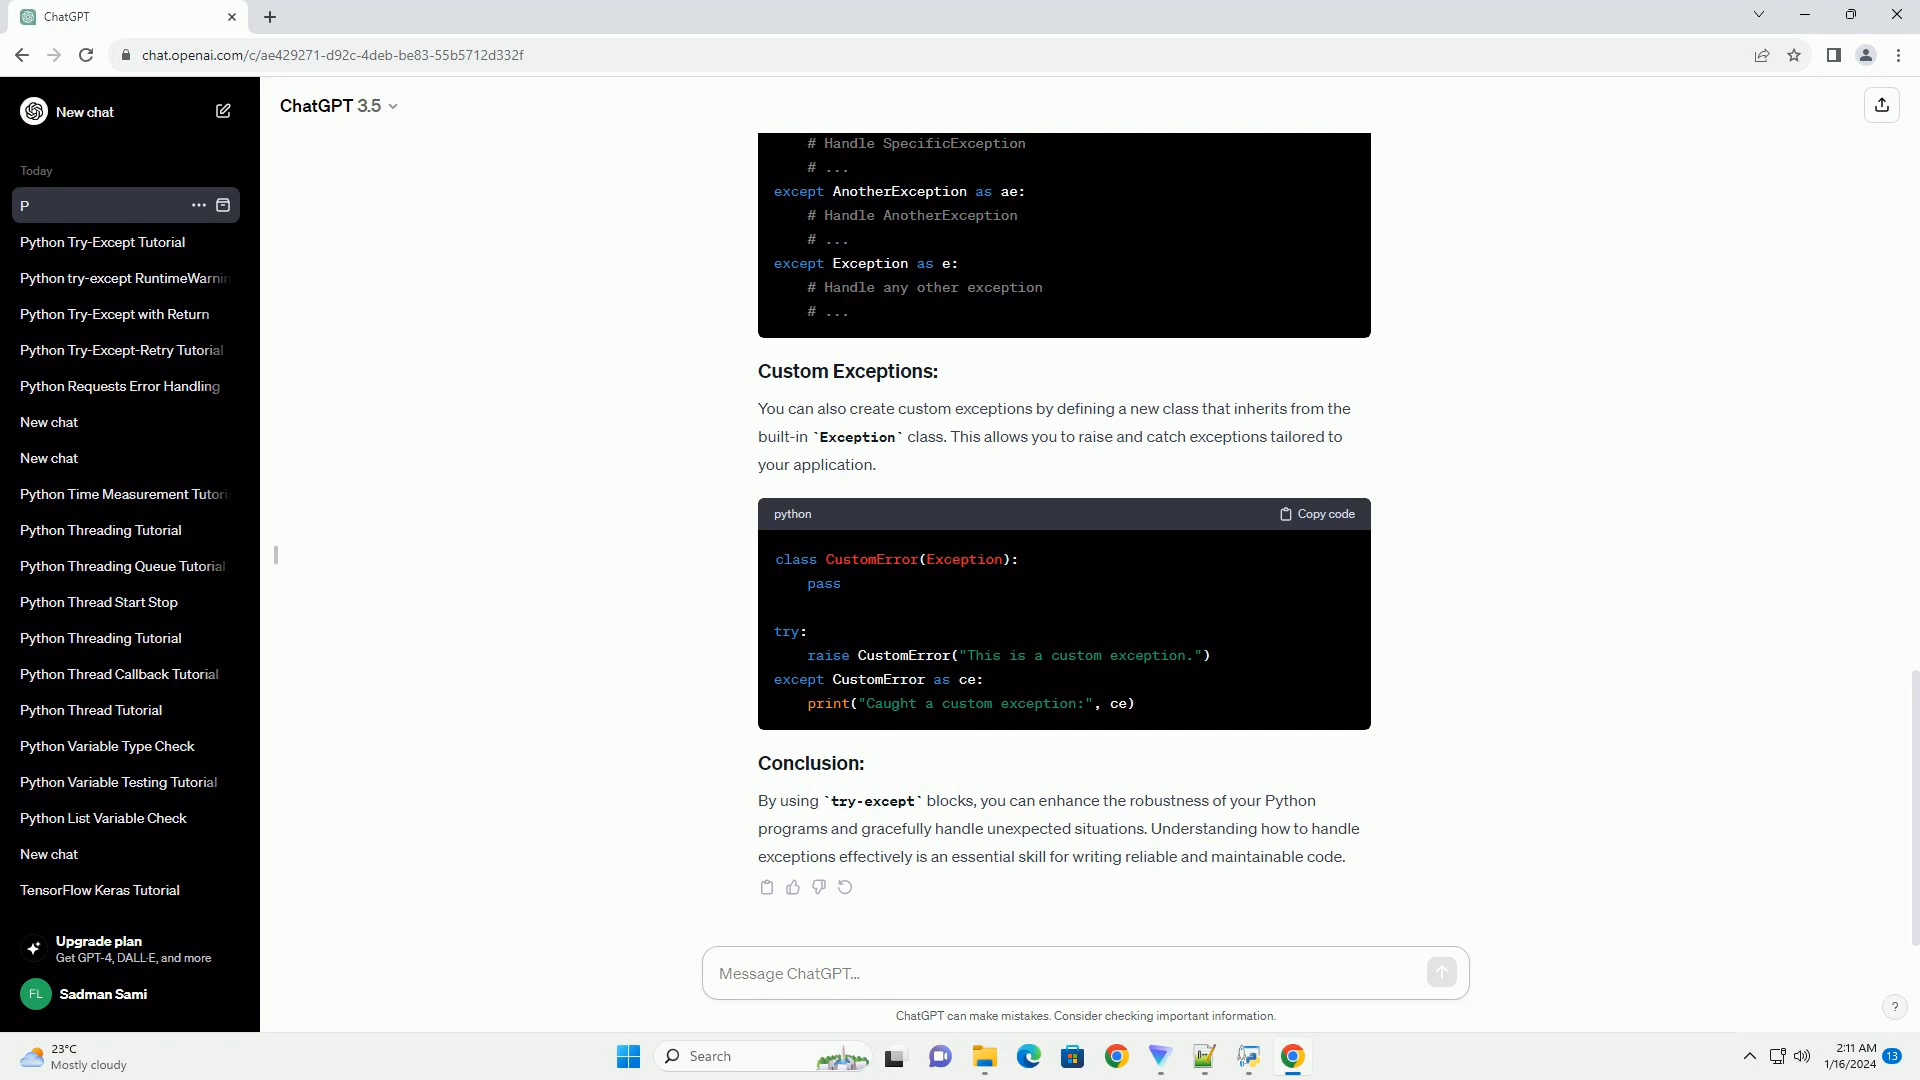 ChatGPT
chat.openai.com/c/ae429271-d92c-4deb-be83-55b5712d332f
New chat
Today
P
Python Try-Except Tutorial
Python try-except RuntimeWarnin
Python Try-Except with Return
Python Try-Except-Retry Tutorial
Python Requests Error Handling
New chat
New chat
Python Time Measurement Tutori
Python Threading Tutorial
Python Threading Queue Tutorial
Python Thread Start Stop
Python Threading Tutorial
Python Thread Callback Tutorial
Python Thread Tutorial
Python Variable Type Check
Python Variable Testing Tutorial
Python List Variable Check
New chat
TensorFlow Keras Tutorial
Upgrade plan
Get GPT-4, DALL·E, and more
FL Sadman Sami
ChatGPT 3.5
# Handle SpecificException
# ...
except AnotherException as ae:
# Handle AnotherException
# ...
except Exception as e:
# Handle any other exception
# ...
Custom Exceptions:
You can also create custom exceptions by defining a new class that inherits from the
built-in `Exception` class. This allows you to raise and catch exceptions tailored to
your application.
python Copy code
class CustomError(Exception):
pass
try:
raise CustomError("This is a custom exception.")
except CustomError as ce:
print("Caught a custom exception:", ce)
Conclusion:
By using `try-except` blocks, you can enhance the robustness of your Python
programs and gracefully handle unexpected situations. Understanding how to handle
exceptions effectively is an essential skill for writing reliable and maintainable code.
Message ChatGPT...
ChatGPT can make mistakes. Consider checking important information.
?
23°C
Mostly cloudy
Search
2:11 AM
1/16/2024
13